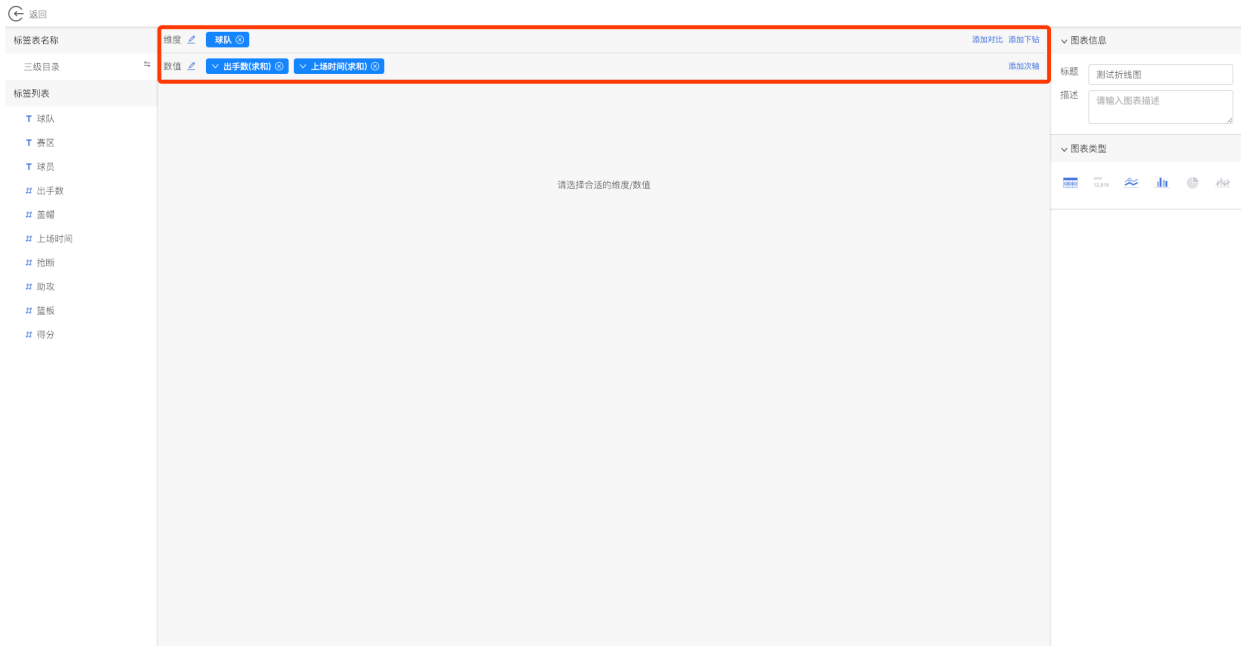 返回
标签表名称
三级目录
标签列表
T 球队
T 赛区
T 球员
# 出手数
# 盖帽
# 上场时间
# 抢断
# 助攻
# 篮板
# 得分
维度 球队 添加对比 添加下钻
数值 出手数(求和) 上场时间(求和) 添加次轴
请选择合适的维度/数值
图表信息
标题 测试折线图
描述 请输入图表描述
图表类型